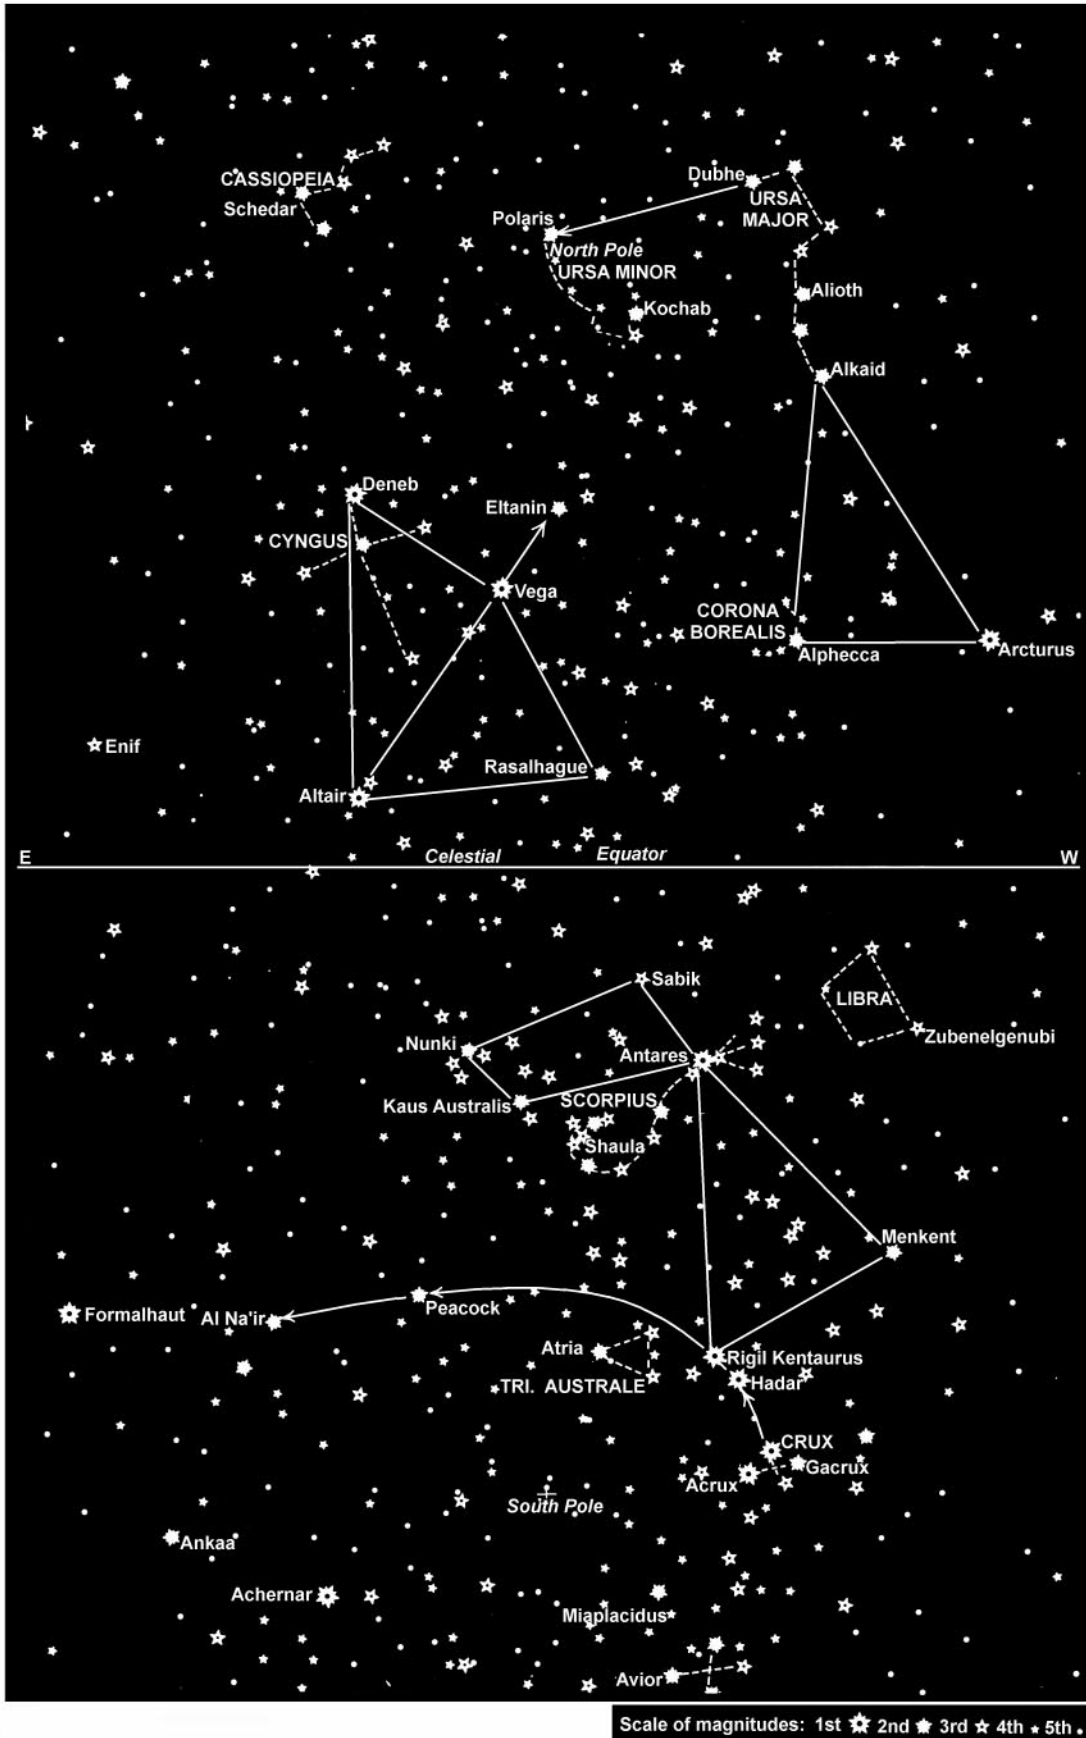 CASSIOPEIA
Schedar
Dubhe
URSA
MAJOR
Polaris
North Pole
URSA MINOR
Kochab
Alioth
Alkaid
Deneb
Eltanin
CYNGUS
Vega
CORONA
BOREALIS
Alphecca
Arcturus
Enif
Rasalhague
Altair
E
Celestial
Equator
W
Sabik
LIBRA
Zubenelgenubi
Nunki
Antares
Kaus Australis
SCORPIUS
Shaula
Menkent
Formalhaut
Al Na'ir
Peacock
Atria
Rigil Kentaurus
TRI. AUSTRALE
Hadar
CRUX
Gacrux
Acrux
South Pole
Ankaa
Achernar
Miaplacidus
Avior
Scale of magnitudes: 1st 2nd 3rd 4th 5th